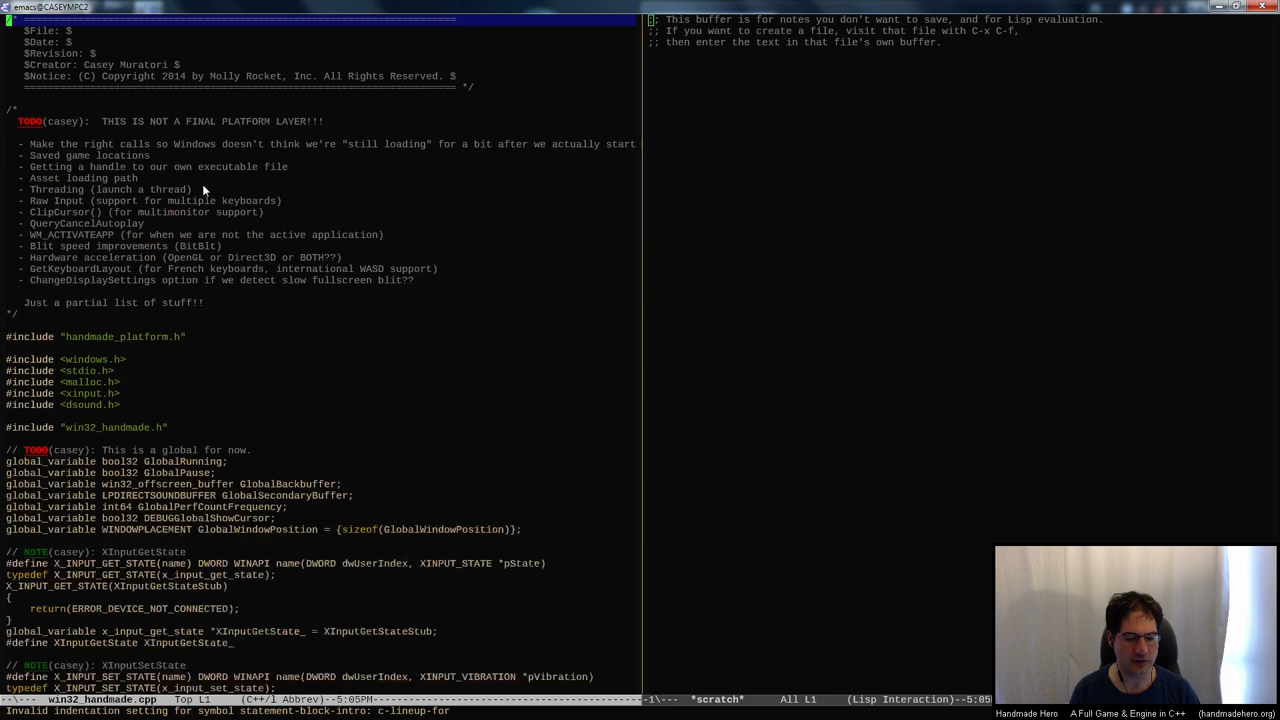 emacs@CASEYMPC2
/* ========================================================================
$File: $
$Date: $
$Revision: $
$Creator: Casey Muratori $
$Notice: (C) Copyright 2014 by Molly Rocket, Inc. All Rights Reserved. $
======================================================================== */
/*
TODO(casey):  THIS IS NOT A FINAL PLATFORM LAYER!!!
- Make the right calls so Windows doesn't think we're "still loading" for a bit after we actually start
- Saved game locations
- Getting a handle to our own executable file
- Asset loading path
- Threading (launch a thread)
- Raw Input (support for multiple keyboards)
- ClipCursor() (for multimonitor support)
- QueryCancelAutoplay
- WM_ACTIVATEAPP (for when we are not the active application)
- Blit speed improvements (BitBlt)
- Hardware acceleration (OpenGL or Direct3D or BOTH??)
- GetKeyboardLayout (for French keyboards, international WASD support)
- ChangeDisplaySettings option if we detect slow fullscreen blit??
Just a partial list of stuff!!
*/
#include "handmade_platform.h"
#include <windows.h>
#include <stdio.h>
#include <malloc.h>
#include <xinput.h>
#include <dsound.h>
#include "win32_handmade.h"
// TODO(casey): This is a global for now.
global_variable bool32 GlobalRunning;
global_variable bool32 GlobalPause;
global_variable win32_offscreen_buffer GlobalBackbuffer;
global_variable LPDIRECTSOUNDBUFFER GlobalSecondaryBuffer;
global_variable int64 GlobalPerfCountFrequency;
global_variable bool32 DEBUGGlobalShowCursor;
global_variable WINDOWPLACEMENT GlobalWindowPosition = {sizeof(GlobalWindowPosition)};
// NOTE(casey): XInputGetState
#define X_INPUT_GET_STATE(name) DWORD WINAPI name(DWORD dwUserIndex, XINPUT_STATE *pState)
typedef X_INPUT_GET_STATE(x_input_get_state);
X_INPUT_GET_STATE(XInputGetStateStub)
{
return(ERROR_DEVICE_NOT_CONNECTED);
}
global_variable x_input_get_state *XInputGetState_ = XInputGetStateStub;
#define XInputGetState XInputGetState_
// NOTE(casey): XInputSetState
#define X_INPUT_SET_STATE(name) DWORD WINAPI name(DWORD dwUserIndex, XINPUT_VIBRATION *pVibration)
typedef X_INPUT_SET_STATE(x_input_set_state);
--\---  win32_handmade.cpp   Top L1     (C++/l Abbrev)--5:05PM
Invalid indentation setting for symbol statement-block-intro: c-lineup-for
;; This buffer is for notes you don't want to save, and for Lisp evaluation.
;; If you want to create a file, visit that file with C-x C-f,
;; then enter the text in that file's own buffer.
-1\---  *scratch*      All L1     (Lisp Interaction)--5:05
Handmade Hero    A Full Game & Engine in C++    (handmadehero.org)